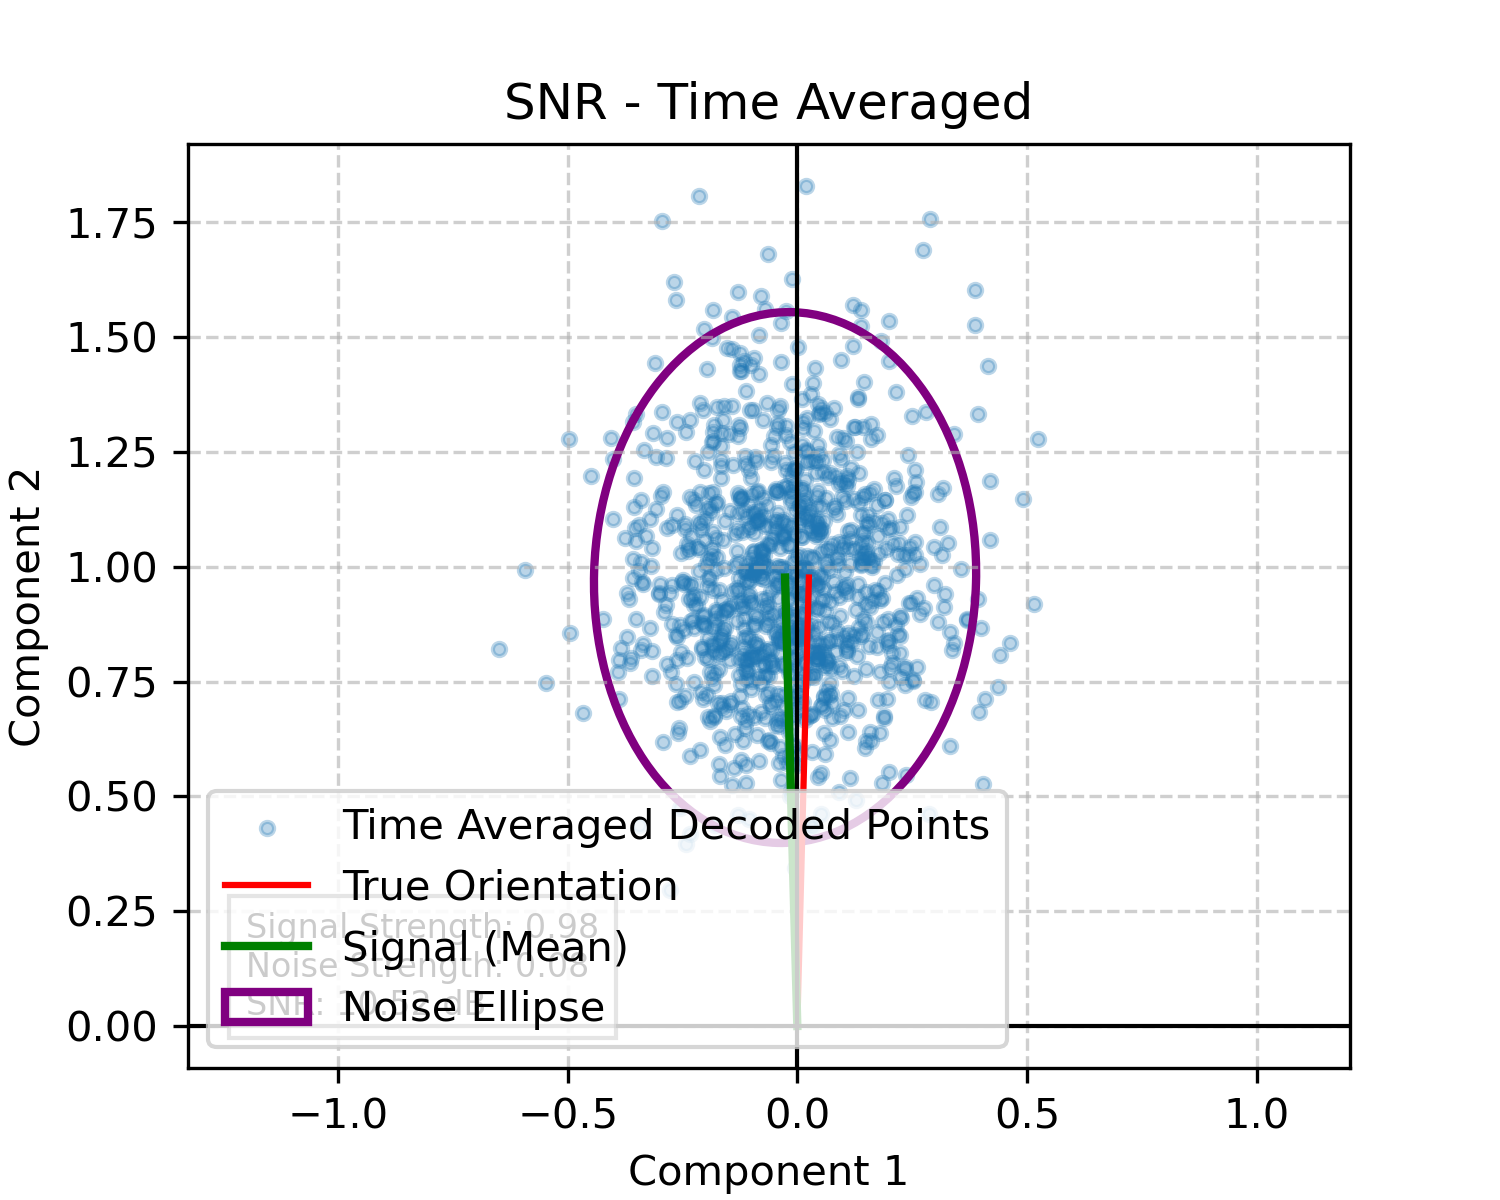 SNR - Time Averaged
Component 2
1.75
1.50
1.25
1.00
0.75
0.50
0.25
0.00
Time Averaged Decoded Points
True Orientation
Signal Strength: 0.98
Signal (Mean)
Noise Strength: 0.08
Noise Ellipse
SNR: dB
−1.0
−0.5
0.0
0.5
1.0
Component 1